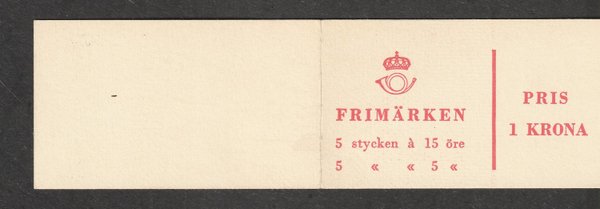 FRIMÄRKEN
5 stycken à 15 öre
5 « « 5 «
PRIS
1 KRONA